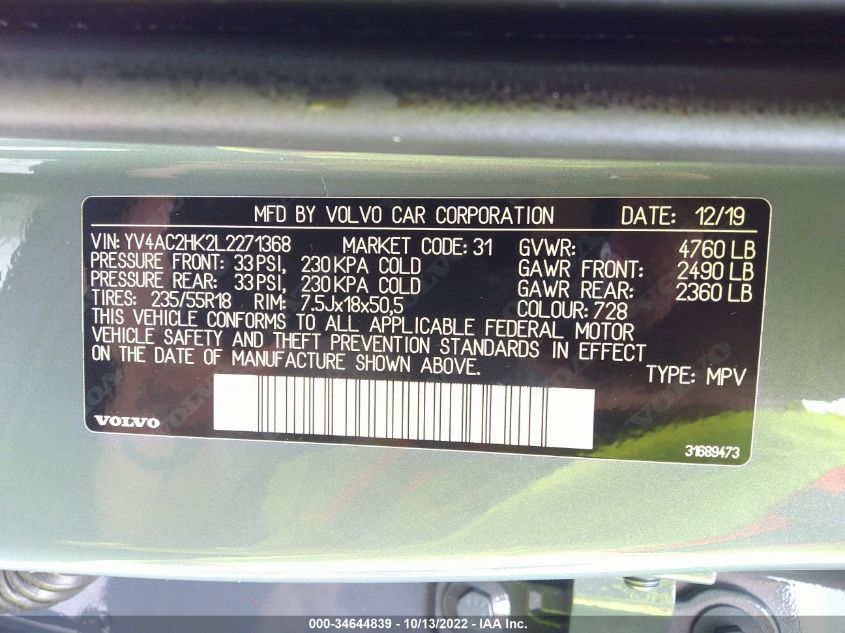 MFD BY VOLVO CAR CORPORATION DATE: 12/19
VIN: YV4AC2HK2L2271368 MARKET CODE: 31 GVWR: 4760 LB
PRESSURE FRONT: 33 PSI, 230 KPA COLD GAWR FRONT: 2490 LB
PRESSURE REAR: 33 PSI, 230 KPA COLD GAWR REAR: 2360 LB
TIRES: 235/55R18 RIM: 7.5Jx18x50,5 COLOUR: 728
THIS VEHICLE CONFORMS TO ALL APPLICABLE FEDERAL MOTOR
VEHICLE SAFETY AND THEFT PREVENTION STANDARDS IN EFFECT
ON THE DATE OF MANUFACTURE SHOWN ABOVE.
TYPE: MPV
VOLVO
31689473
000-34644839 - 10/13/2022 - © IAA Inc.